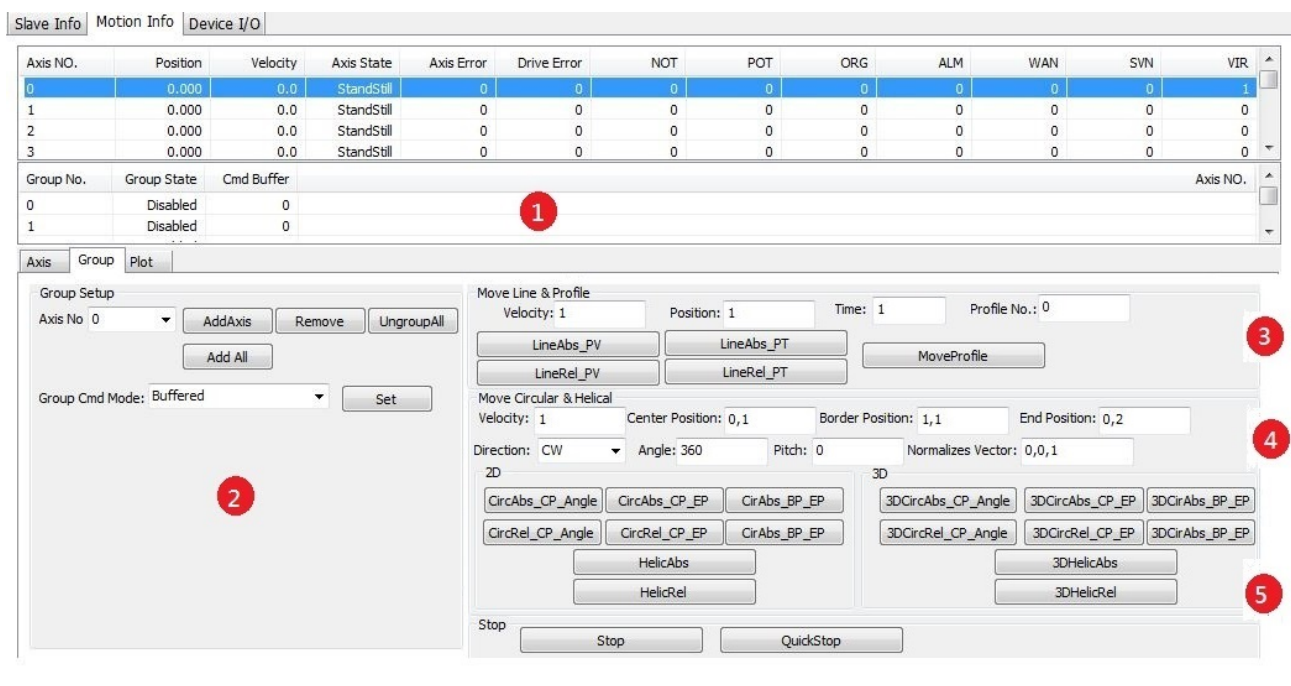 Slave Info Motion Info Device I/O
Axis NO. Position Velocity Axis State Axis Error Drive Error NOT POT ORG ALM WAN SVN VIR
0 0.000 0.0 StandStill 0 0 0 0 0 0 0 0 1
1 0.000 0.0 StandStill 0 0 0 0 0 0 0 0 0
2 0.000 0.0 StandStill 0 0 0 0 0 0 0 0 0
3 0.000 0.0 StandStill 0 0 0 0 0 0 0 0 0
Group No. Group State Cmd Buffer Axis NO.
0 Disabled 0
1 Disabled 0
1
Axis Group Plot
Group Setup
Axis No 0 AddAxis Remove UngroupAll
Add All
Group Cmd Mode: Buffered Set
2
Move Line & Profile
Velocity: 1 Position: 1 Time: 1 Profile No.: 0
LineAbs_PV LineAbs_PT MoveProfile
LineRel_PV LineRel_PT
3
Move Circular & Helical
Velocity: 1 Center Position: 0,1 Border Position: 1,1 End Position: 0,2
Direction: CW Angle: 360 Pitch: 0 Normalizes Vector: 0,0,1
4
2D
CircAbs_CP_Angle CircAbs_CP_EP CirAbs_BP_EP
CircRel_CP_Angle CircRel_CP_EP CirAbs_BP_EP
HelicAbs
HelicRel
3D
3DCircAbs_CP_Angle 3DCircAbs_CP_EP 3DCirAbs_BP_EP
3DCircRel_CP_Angle 3DCircRel_CP_EP 3DCirAbs_BP_EP
3DHelicAbs
3DHelicRel
5
Stop
Stop QuickStop